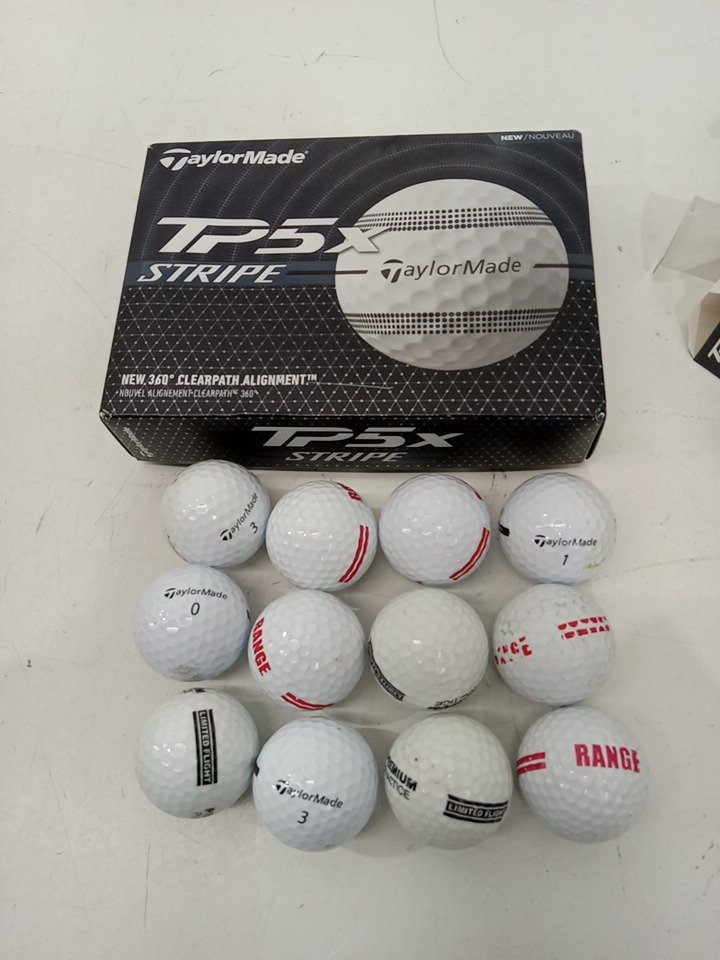 NEW/NOUVEAU
TaylorMade
TP5x
STRIPE
TaylorMade
NEW 360° CLEARPATH ALIGNMENT™
NOUVEL ALIGNEMENT CLEARPATH™ 360°
TP5x
STRIPE
TaylorMade
3
TaylorMade
1
TaylorMade
0
RANGE
LIMITED FLIGHT
TaylorMade
3
LIMITED FLIGHT
RANGE